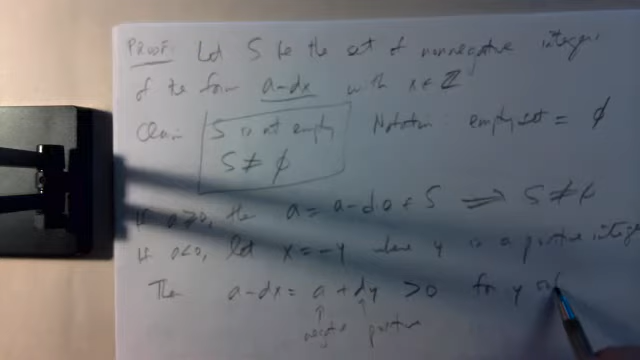 PROOF: Let S be the set of nonnegative integers
of the form a-dx with x ∈ ℤ
Claim: S is not empty Notation: empty set = ∅
S ≠ ∅
If a≥0, then a = a-d·0 ∈ S ⟹ S ≠
If a<0, let x = -y where y is a positive integer
Then a-dx = a + dy >0 for y
negative positive